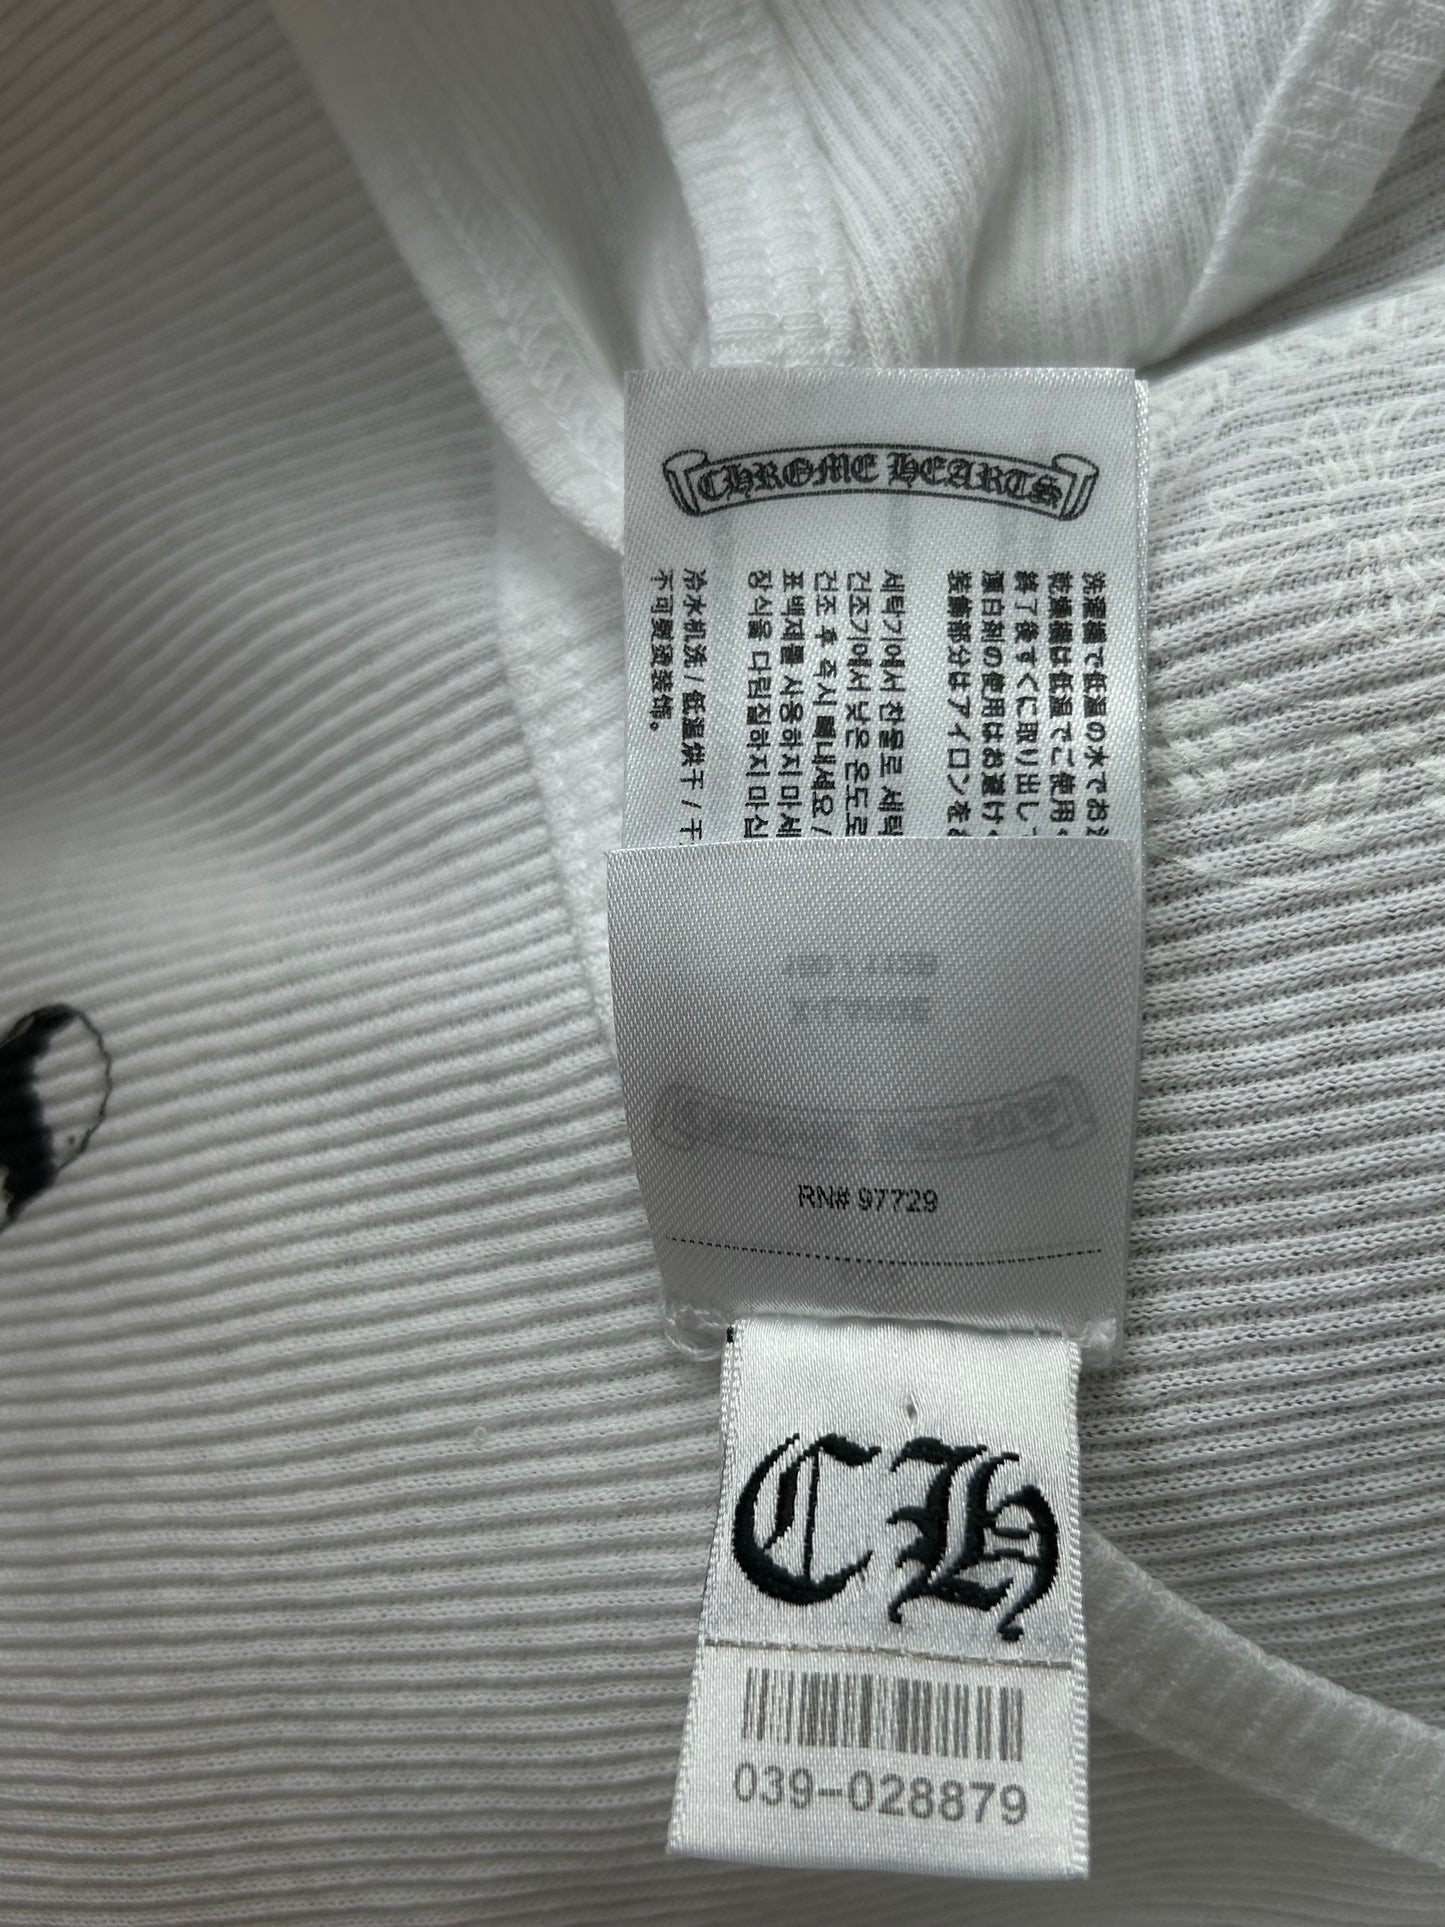 CHROME HEARTS
洗濯機で低温の水でお
乾燥機は低温でご使用
終了後すぐに取り出し
漂白剤の使用はお避け
装飾部分はアイロンを
세탁기에서 찬물로 세탁
건조기에서 낮은 온도로
건조 후 즉시 빼내세요 /
표백제를 사용하지 마세
장식을 다림질하지 마십
冷水机洗 / 低温烘干 / 干
不可熨烫装饰。
RN# 97729
CH
039-028879